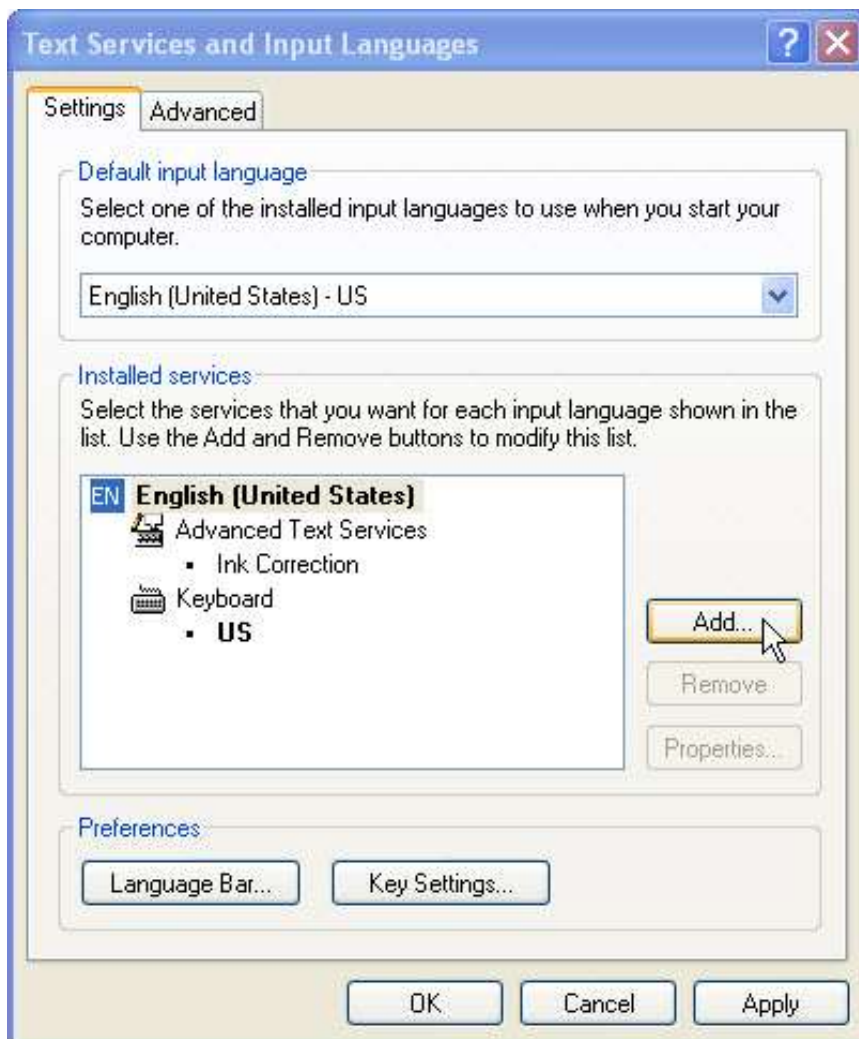 Text Services and Input Languages
Settings
Advanced
Default input language
Select one of the installed input languages to use when you start your
computer.
English (United States) - US
Installed services
Select the services that you want for each input language shown in the
list. Use the Add and Remove buttons to modify this list.
EN English (United States)
Advanced Text Services
Ink Correction
Keyboard
US
Add...
Remove
Properties...
Preferences
Language Bar...
Key Settings...
OK
Cancel
Apply